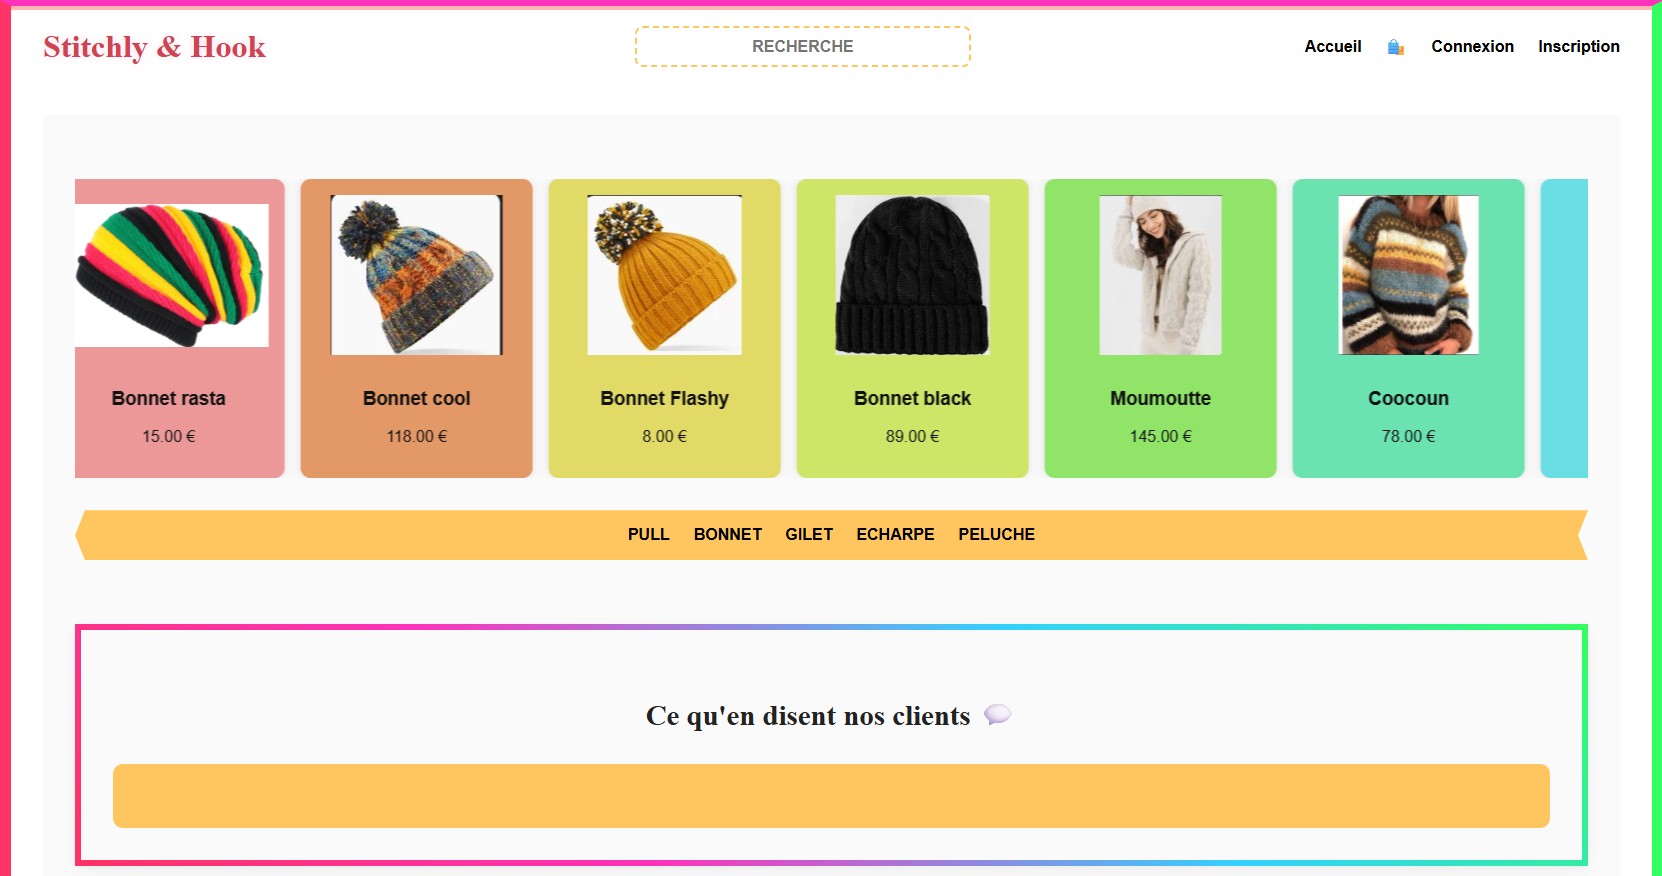 Stitchly & Hook
RECHERCHE
Accueil Connexion Inscription
Bonnet rasta
15.00 €
Bonnet cool
118.00 €
Bonnet Flashy
8.00 €
Bonnet black
89.00 €
Moumoutte
145.00 €
Coocoun
78.00 €
PULL BONNET GILET ECHARPE PELUCHE
Ce qu'en disent nos clients